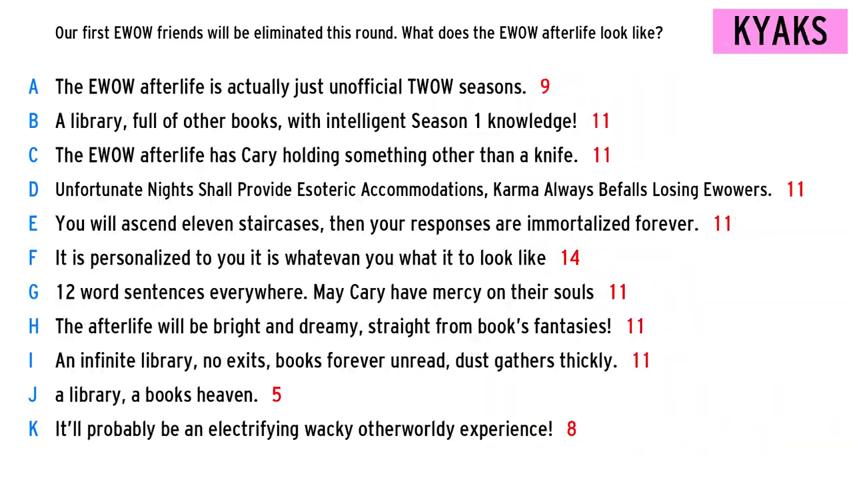 Our first EWOW friends will be eliminated this round. What does the EWOW afterlife look like?
KYAKS
A The EWOW afterlife is actually just unofficial TWOW seasons. 9
B A library, full of other books, with intelligent Season 1 knowledge! 11
C The EWOW afterlife has Cary holding something other than a knife. 11
D Unfortunate Nights Shall Provide Esoteric Accommodations, Karma Always Befalls Losing Ewowers. 11
E You will ascend eleven staircases, then your responses are immortalized forever. 11
F It is personalized to you it is whatevan you what it to look like 14
G 12 word sentences everywhere. May Cary have mercy on their souls 11
H The afterlife will be bright and dreamy, straight from book's fantasies! 11
I An infinite library, no exits, books forever unread, dust gathers thickly. 11
J a library, a books heaven. 5
K It'll probably be an electrifying wacky otherworldy experience! 8